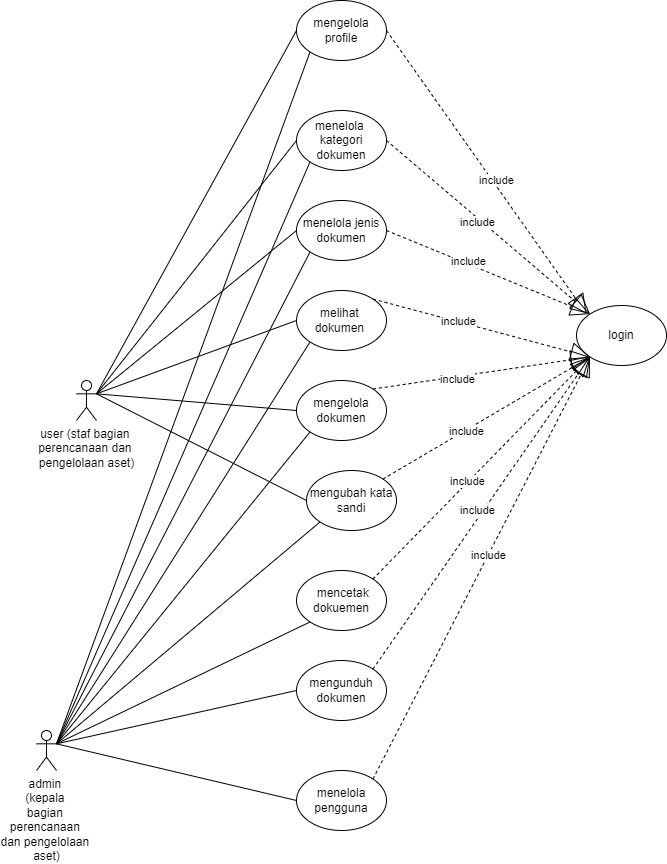 mengelola
profile
menelola
kategori
dokumen
include
include
menelola jenis
dokumen
include
melihat
dokumen
include
login
include
mengelola
dokumen
user (staf bagian
perencanaan dan
pengelolaan aset)
include
mengubah kata
sandi
include
include
include
mencetak
dokuemen
mengunduh
dokumen
menelola
pengguna
admin
(kepala
bagian
perencanaan
dan pengelolaan
aset)